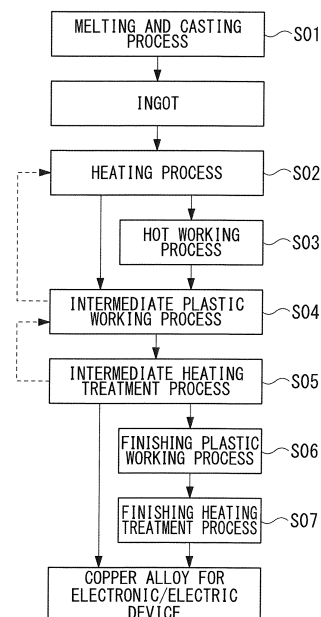 MELTING AND CASTING
PROCESS
S01
INGOT
HEATING PROCESS
S02
HOT WORKING
PROCESS
S03
INTERMEDIATE PLASTIC
WORKING PROCESS
S04
INTERMEDIATE HEATING
TREATMENT PROCESS
S05
FINISHING PLASTIC
WORKING PROCESS
S06
FINISHING HEATING
TREATMENT PROCESS
S07
COPPER ALLOY FOR
ELECTRONIC/ELECTRIC
DEVICE